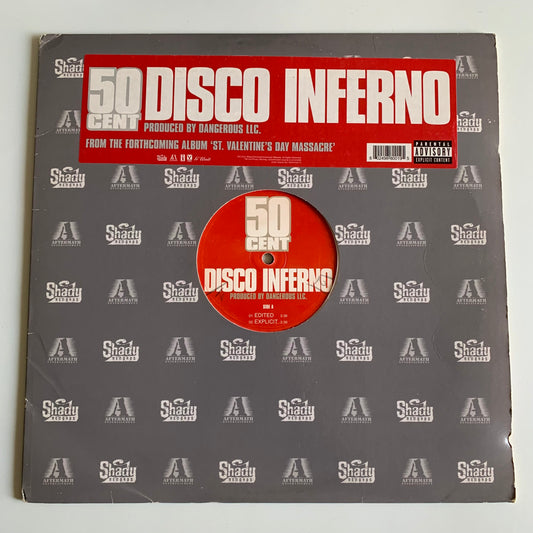 50 CENT DISCO INFERNO
PRODUCED BY DANGEROUS LLC.
FROM THE FORTHCOMING ALBUM 'ST. VALENTINE'S DAY MASSACRE'
PARENTAL
ADVISORY
EXPLICIT CONTENT
50
CENT
DISCO INFERNO
PRODUCED BY DANGEROUS LLC.
SIDE A
EDITED
EXPLICIT
Shady
RECORDS
AFTERMATH